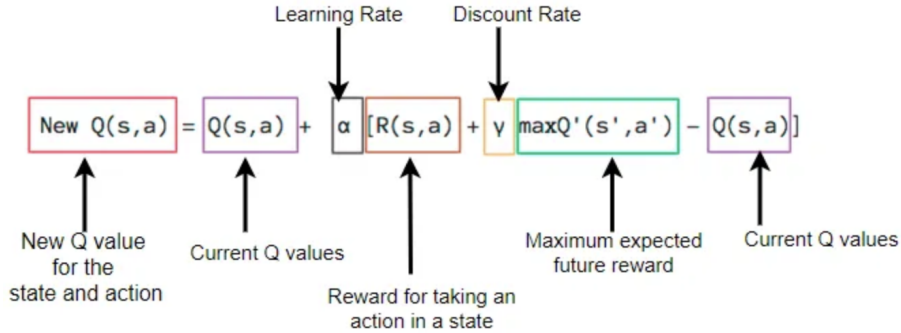 Learning Rate
Discount Rate
New Q(s,a) = Q(s,a) + α [R(s,a) + γ maxQ'(s',a') − Q(s,a)]
New Q value
for the
state and action
Current Q values
Reward for taking an
action in a state
Maximum expected
future reward
Current Q values